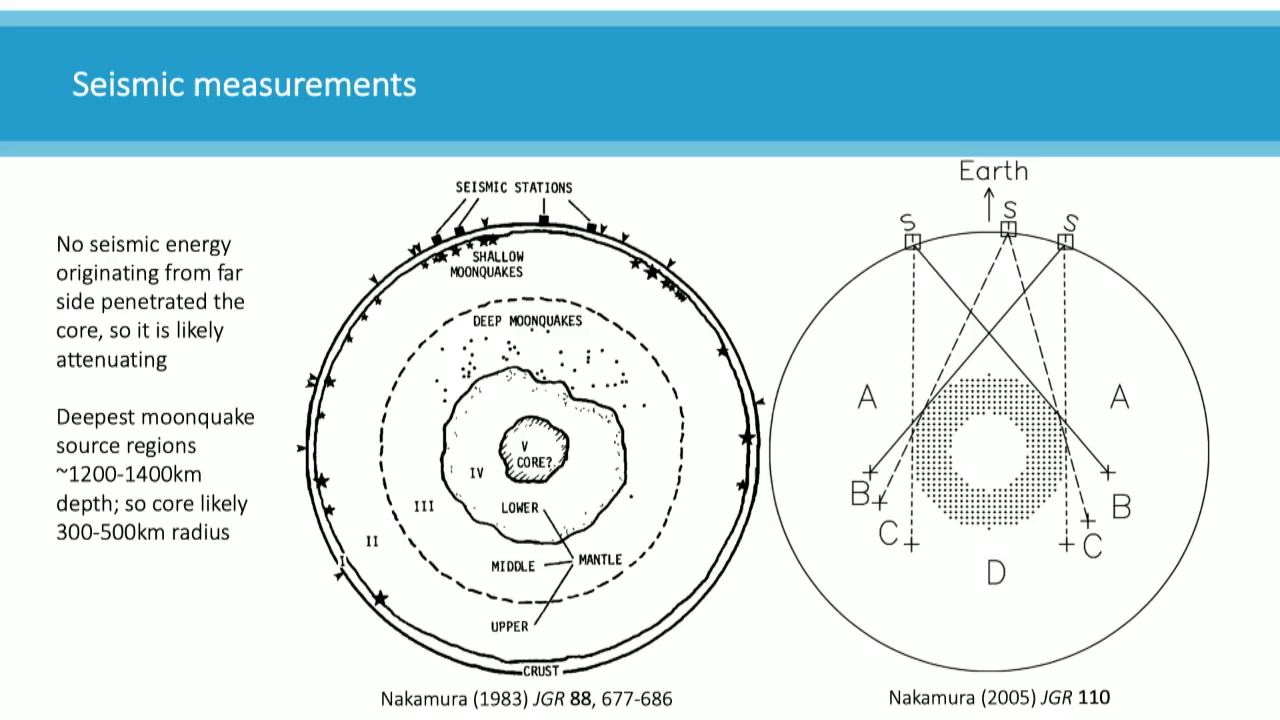 Seismic measurements
No seismic energy
originating from far
side penetrated the
core, so it is likely
attenuating
Deepest moonquake
source regions
~1200-1400km
depth; so core likely
300-500km radius
SEISMIC STATIONS
SHALLOW
MOONQUAKES
DEEP MOONQUAKES
V
CORE?
IV
III
LOWER
II
I
MIDDLE
MANTLE
UPPER
CRUST
Nakamura (1983) JGR 88, 677-686
Earth
S
S
S
A
A
B
B
C
C
D
Nakamura (2005) JGR 110